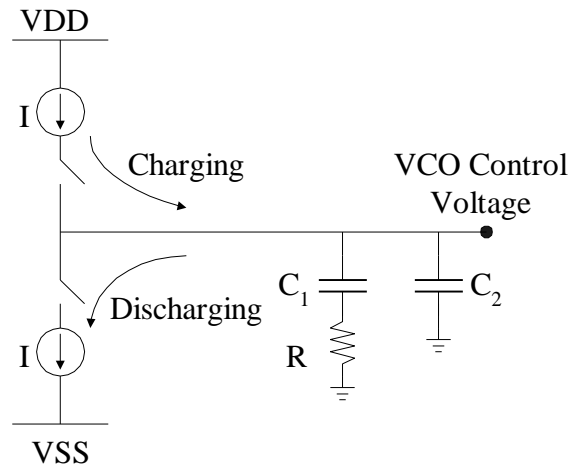 VDD
I
Charging
VCO Control
Voltage
C₁
C₂
Discharging
I
R
VSS